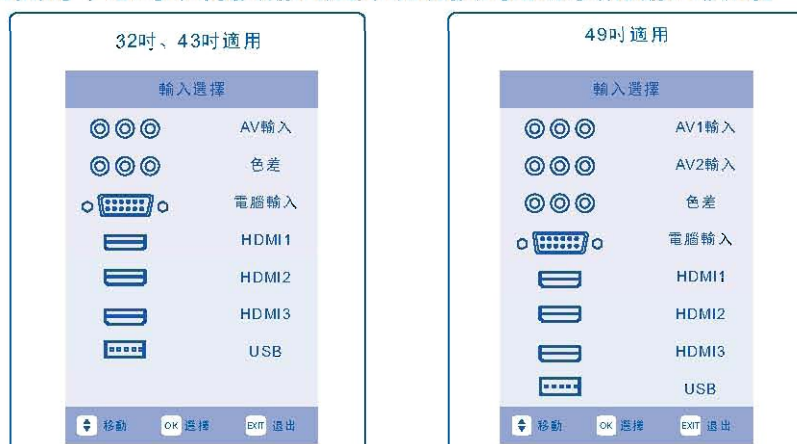 32吋、43吋適用
輸入選擇
AV輸入
色差
電腦輸入
HDMI1
HDMI2
HDMI3
USB
移動 OK 選擇 EXIT 退出
49吋適用
輸入選擇
AV1輸入
AV2輸入
色差
電腦輸入
HDMI1
HDMI2
HDMI3
USB
移動 OK 選擇 EXIT 退出